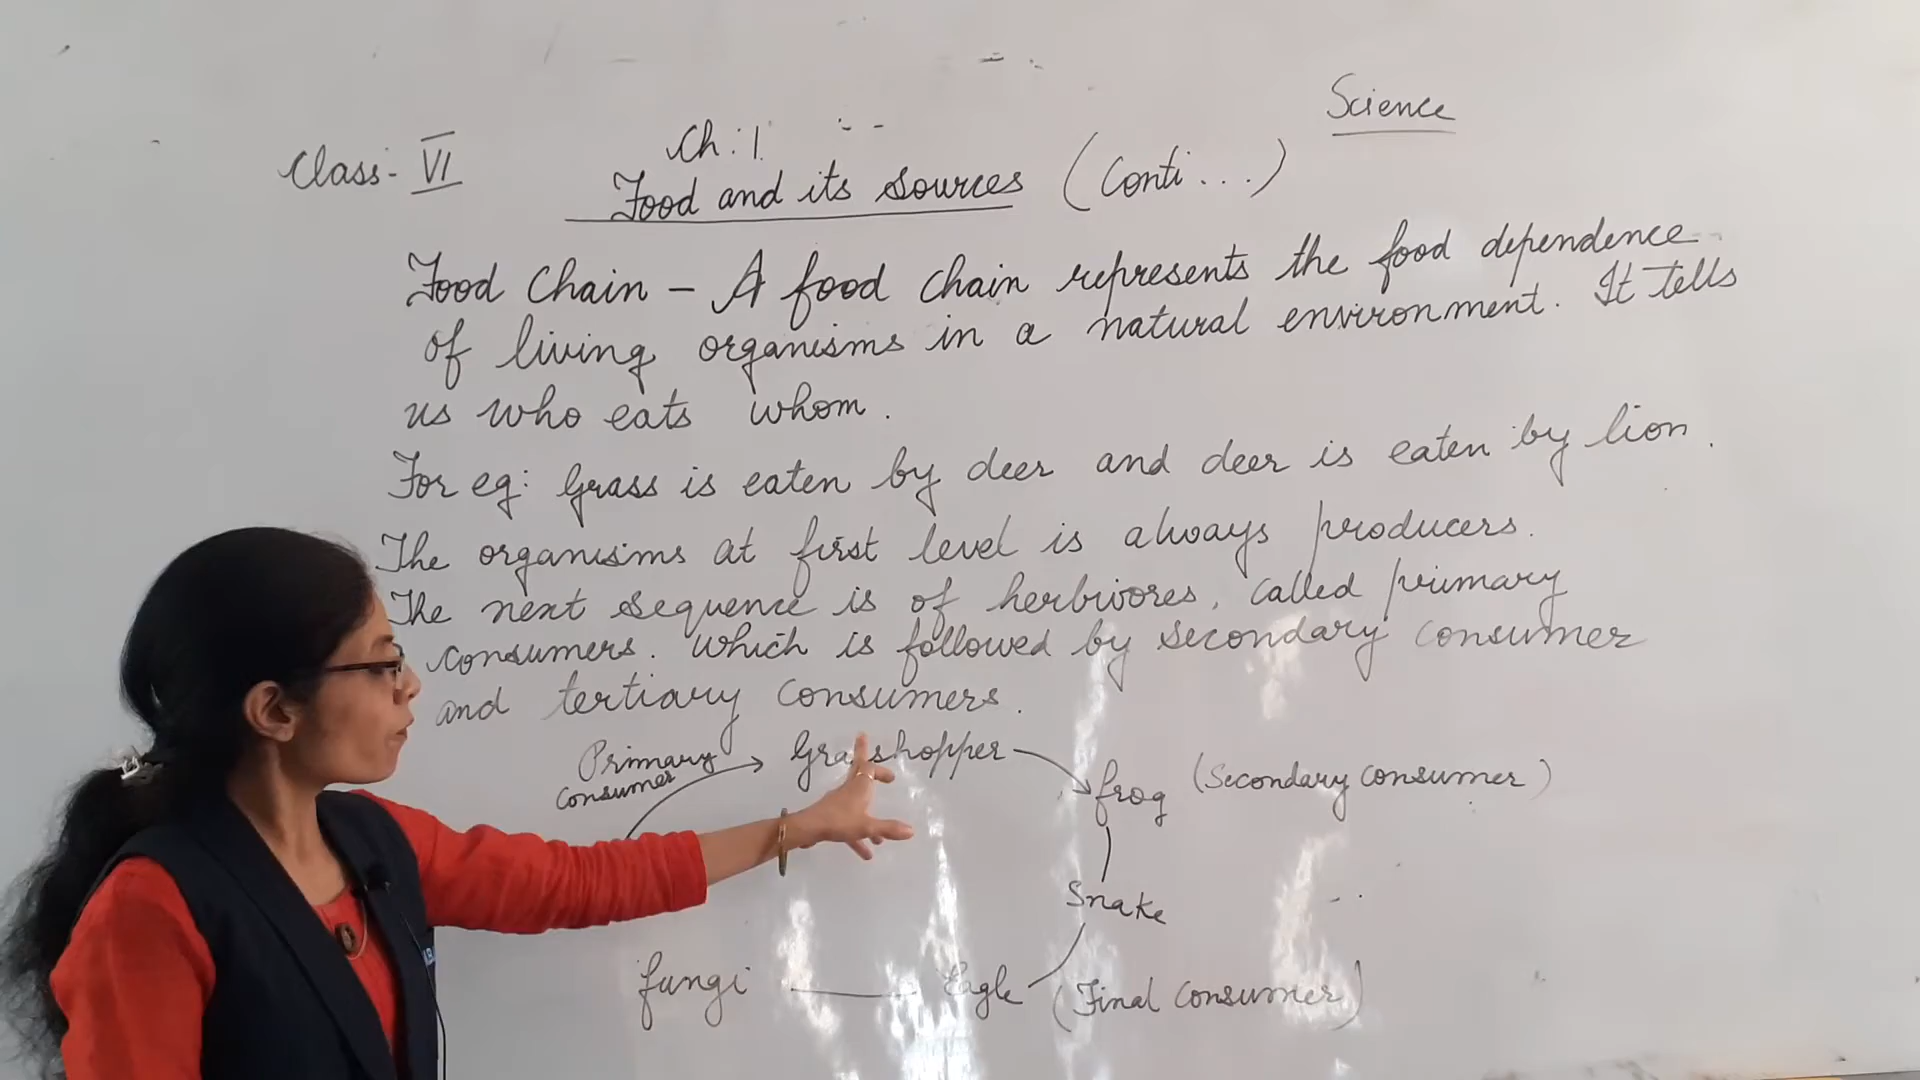 Science
Class- VI
Ch: 1
Food and its sources (Conti...)
Food Chain - A food chain represents the food dependence
of living organisms in a natural environment. It tells
us who eats whom.
For eg: Grass is eaten by deer and deer is eaten by lion.
The organisms at first level is always producers.
The next sequence is of herbivores, called primary
consumers. Which is followed by secondary consumer
and tertiary consumers.
Primary
Consumer
Grasshopper
frog (Secondary consumer)
Snake
fungi
Eagle (Final consumer)